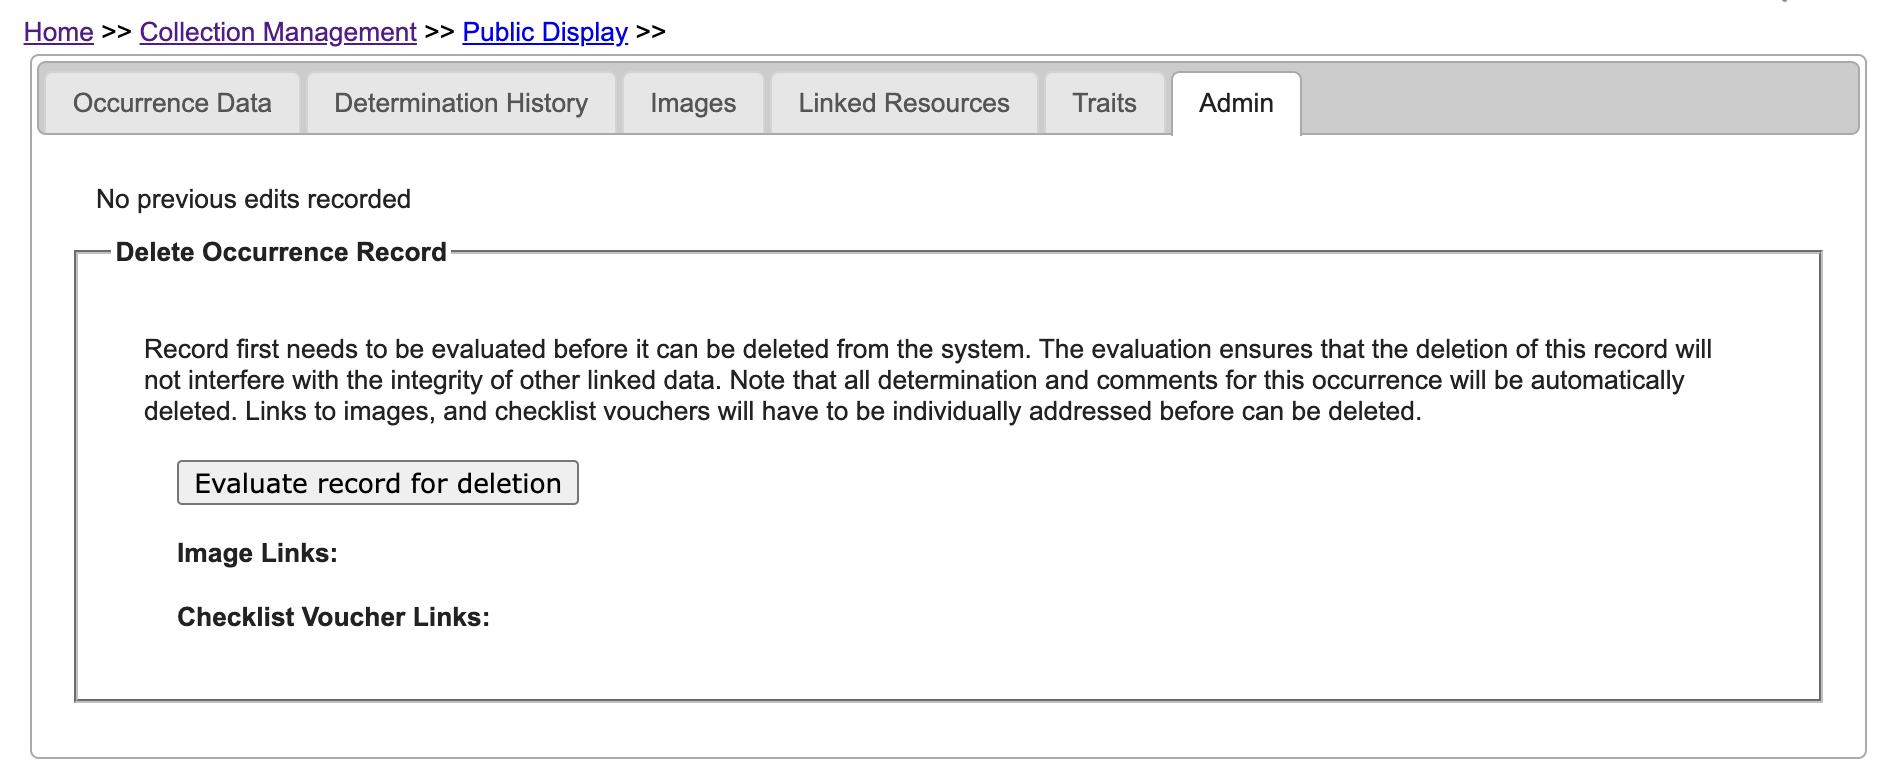 Home >> Collection Management >> Public Display >>
Occurrence Data Determination History Images Linked Resources Traits Admin
No previous edits recorded
Delete Occurrence Record
Record first needs to be evaluated before it can be deleted from the system. The evaluation ensures that the deletion of this record will
not interfere with the integrity of other linked data. Note that all determination and comments for this occurrence will be automatically
deleted. Links to images, and checklist vouchers will have to be individually addressed before can be deleted.
Evaluate record for deletion
Image Links:
Checklist Voucher Links: